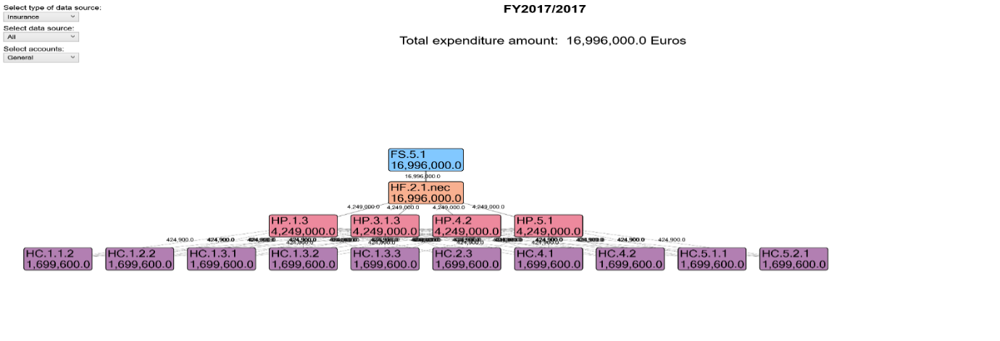 Select type of data source:
Insurance
Select data source:
All
Select accounts:
General
FY2017/2017
Total expenditure amount: 16,996,000.0 Euros
FS.5.1
16,996,000.0
16,996,000.0
HF.2.1.nec
16,996,000.0
4,249,000.0 4,249,000.0 4,249,000.0 4,249,000.0
HP.1.3 HP.3.1.3 HP.4.2 HP.5.1
4,249,000.0 4,249,000.0 4,249,000.0 4,249,000.0
424,900.0 424,900.0 424,900.0 424,900.0 424,900.0 424,900.0
424,900.0 424,900.0
HC.1.1.2 HC.1.2.2 HC.1.3.1 HC.1.3.2 HC.1.3.3 HC.2.3 HC.4.1 HC.4.2 HC.5.1.1 HC.5.2.1
1,699,600.0 1,699,600.0 1,699,600.0 1,699,600.0 1,699,600.0 1,699,600.0 1,699,600.0 1,699,600.0 1,699,600.0 1,699,600.0